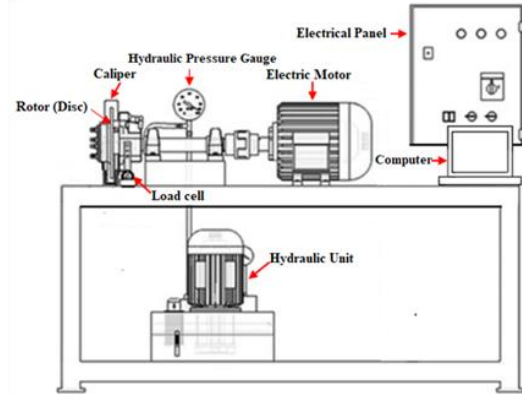 Electrical Panel
Hydraulic Pressure Gauge
Caliper
Electric Motor
Rotor (Disc)
Computer
Load cell
Hydraulic Unit